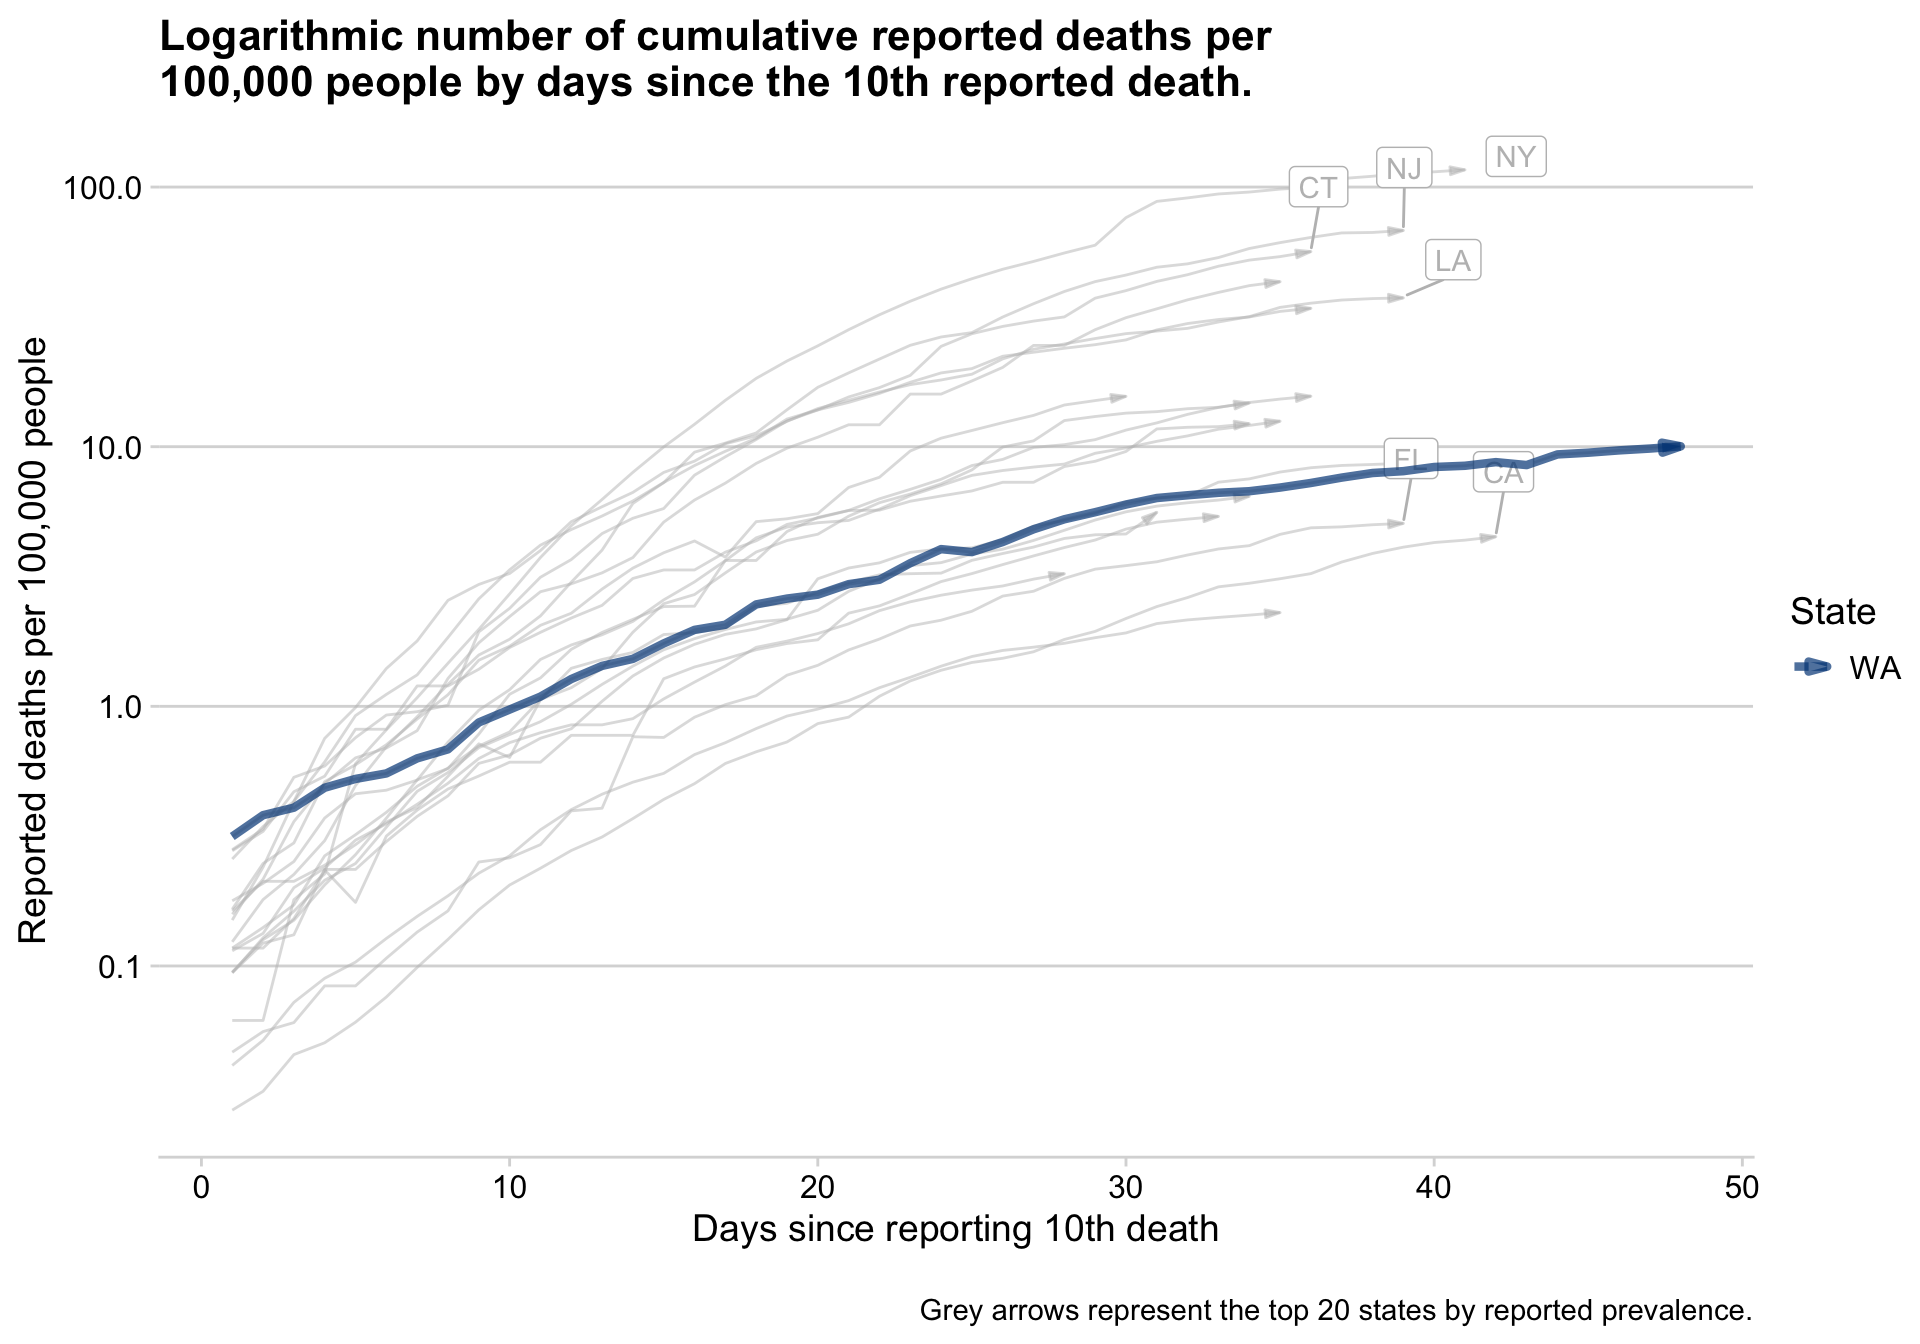 Logarithmic number of cumulative reported deaths per
100,000 people by days since the 10th reported death.
Reported deaths per 100,000 people
100.0
10.0
1.0
0.1
NY
NJ
CT
LA
FL
CA
State
WA
0
10
20
30
40
50
Days since reporting 10th death
Grey arrows represent the top 20 states by reported prevalence.